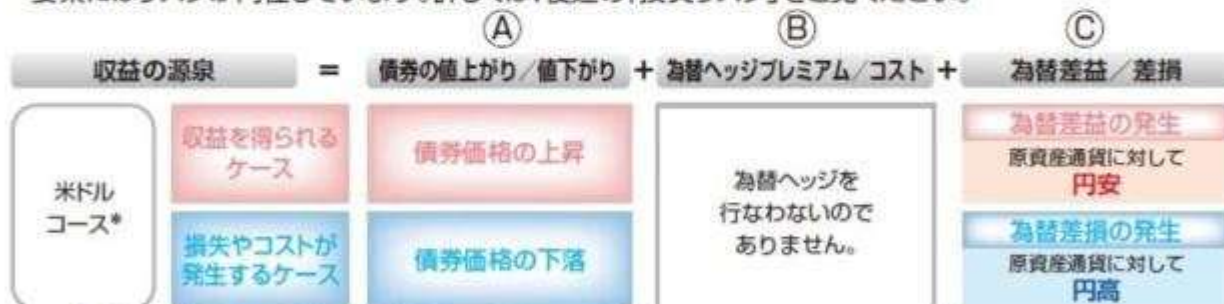 Ⓐ Ⓑ Ⓒ
収益の源泉 = 債券の値上がり/値下がり + 為替ヘッジプレミアム/コスト + 為替差益/差損
米ドル
コース*
収益を得られる
ケース
債券価格の上昇
為替ヘッジを
行なわないので
ありません。
為替差益の発生
原資産通貨に対して
円安
損失やコストが
発生するケース
債券価格の下落
為替差損の発生
原資産通貨に対して
円高